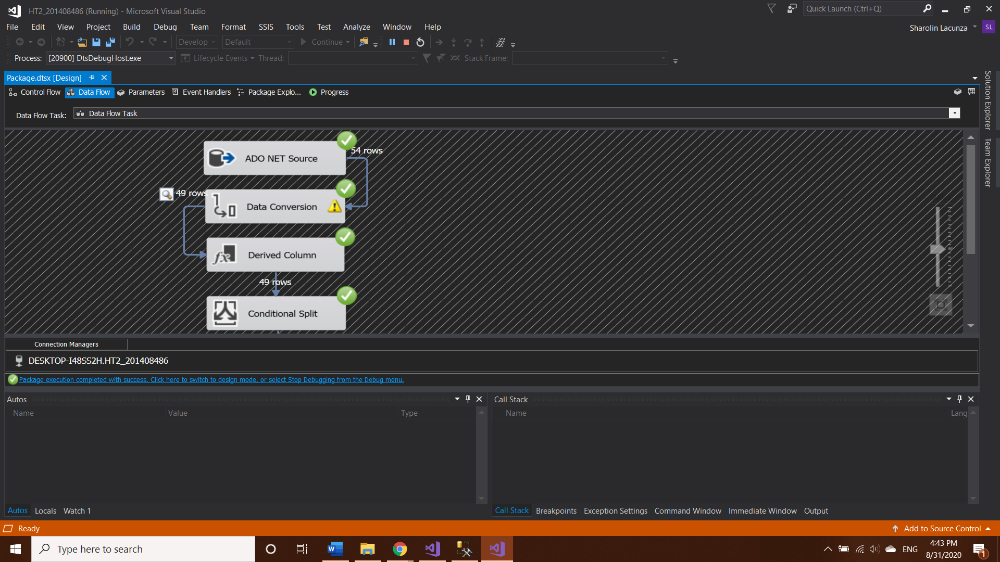 HT2_201408486 (Running) - Microsoft Visual Studio
Quick Launch (Ctrl+Q)
File Edit View Project Build Debug Team Format SSIS Tools Test Analyze Window Help
Sharolin Lacunza SL
Develop Default Continue
Process: [20900] DtsDebugHost.exe Lifecycle Events Thread: Stack Frame:
Package.dtsx [Design]
Control Flow Data Flow Parameters Event Handlers Package Explo... Progress
Data Flow Task: Data Flow Task
Solution Explorer
Team Explorer
ADO NET Source
54 rows
49 rows
Data Conversion
Derived Column
49 rows
Conditional Split
Connection Managers
DESKTOP-I48SS2H.HT2_201408486
Package execution completed with success. Click here to switch to design mode, or select Stop Debugging from the Debug menu.
Autos
Name Value Type
Call Stack
Name Lang
Autos Locals Watch 1
Call Stack Breakpoints Exception Settings Command Window Immediate Window Output
Ready
Add to Source Control
Type here to search
ENG
4:43 PM
8/31/2020
1